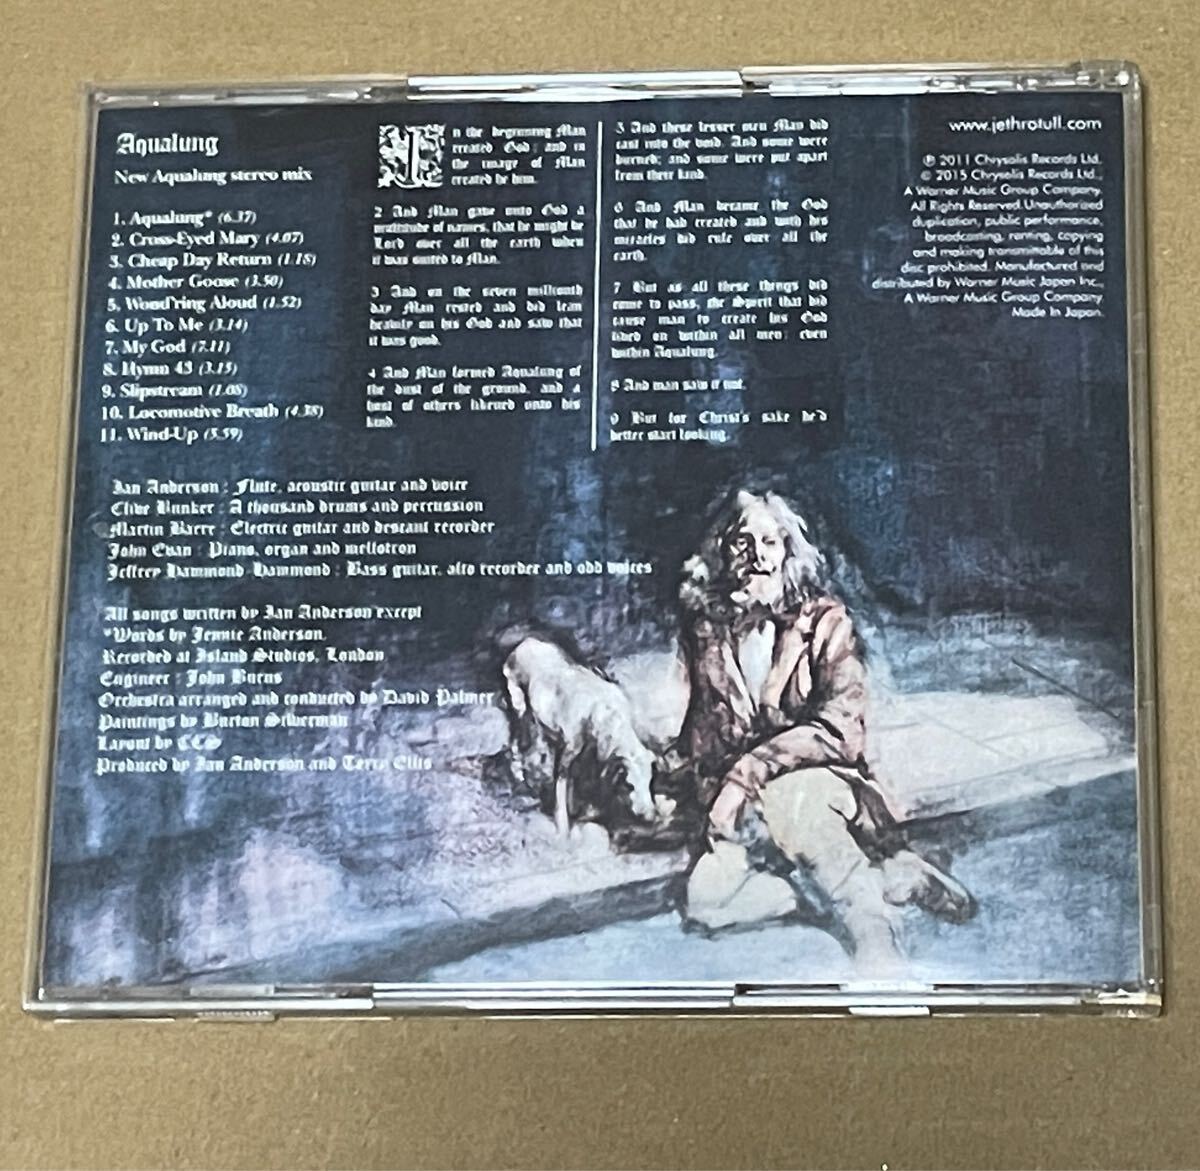 Aqualung
New Aqualung stereo mix
1. Aqualung* (6.37)
2. Cross-Eyed Mary (4.07)
3. Cheap Day Return (1.18)
4. Mother Goose (3.50)
5. Wond'ring Aloud (1.52)
6. Up To Me (3.14)
7. My God (7.11)
8. Hymn 43 (3.15)
9. Slipstream (1.08)
10. Locomotive Breath (4.38)
11. Wind-Up (5.59)
In the beginning Man
created God; and in
the image of Man
created he him.
2 And Man gave unto God a
multitude of names, that he might be
Lord over all the earth when
it was suited to Man.
3 And on the seven millionth
day Man rested and did lean
heavily on his God and saw that
it was good.
4 And Man formed Aqualung of
the dust of the ground, and a
host of others likened unto his
kind.
5 And these lesser men Man did
cast into the void. And some were
burned; and some were put apart
from their kind.
6 And Man became the God
that he had created and with his
miracles did rule over all the
earth.
7 But as all these things did
come to pass, the Spirit that did
cause man to create his God
lived on within all men: even
within Aqualung.
8 And man saw it not.
9 But for Christ's sake he'd
better start looking.
www.jethrotull.com
℗ 2011 Chrysalis Records Ltd.
© 2015 Chrysalis Records Ltd.,
A Warner Music Group Company.
All Rights Reserved.Unauthorized
duplication, public performance,
broadcasting, renting, copying
and making transmittable of this
disc prohibited. Manufactured and
distributed by Warner Music Japan Inc.,
A Warner Music Group Company.
Made In Japan.
Ian Anderson : Flute, acoustic guitar and voice
Clive Bunker : A thousand drums and percussion
Martin Barre : Electric guitar and descant recorder
John Evan : Piano, organ and mellotron
Jeffrey Hammond-Hammond : Bass guitar, alto recorder and odd voices
All songs written by Ian Anderson except
*Words by Jennie Anderson.
Recorded at Island Studios, London
Engineer : John Burns
Orchestra arranged and conducted by David Palmer
Paintings by Burton Silverman
Layout by CCS
Produced by Ian Anderson and Terry Ellis